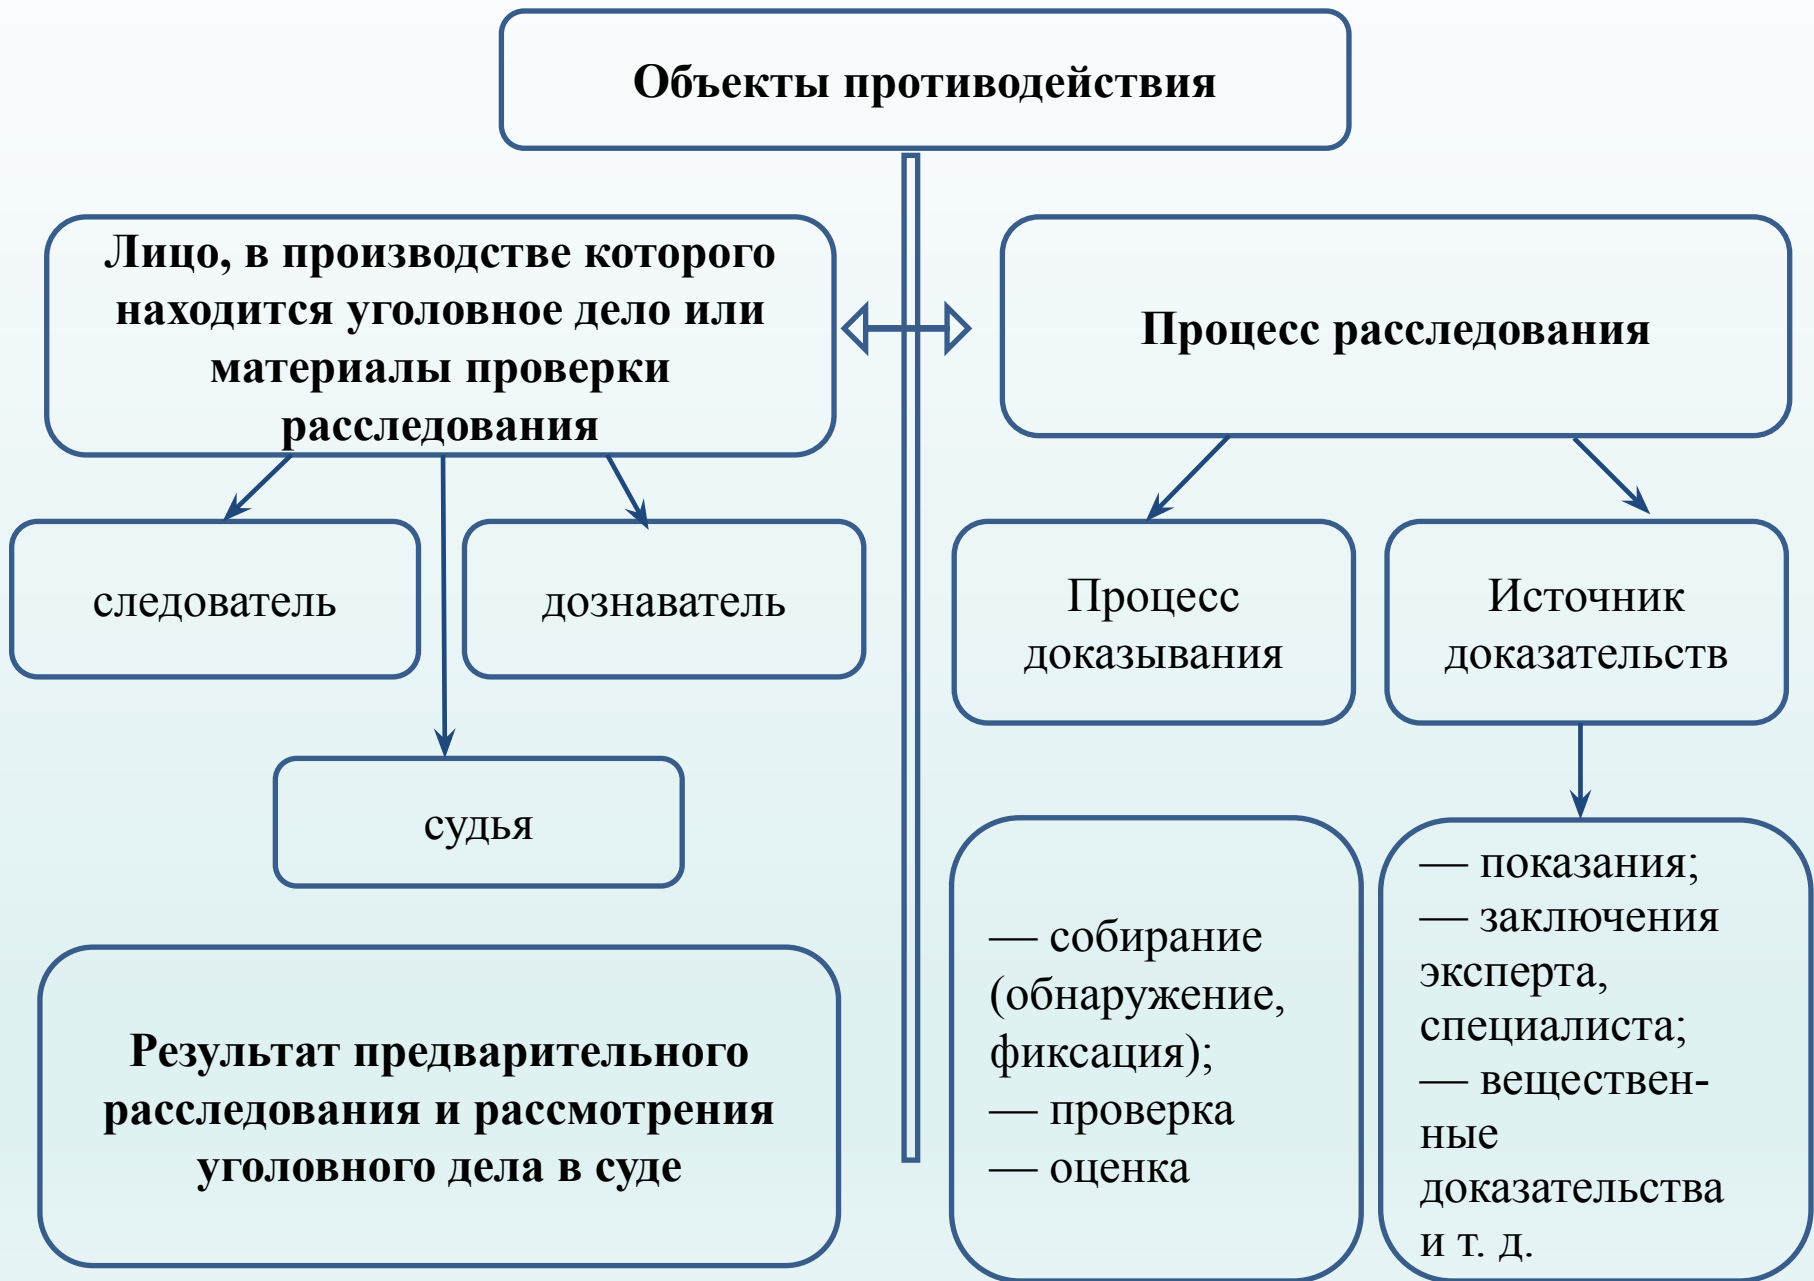 Объекты противодействия
Лицо, в производстве которого
находится уголовное дело или
материалы проверки
расследования
Процесс расследования
следователь
дознаватель
судья
Процесс
доказывания
Источник
доказательств
Результат предварительного
расследования и рассмотрения
уголовного дела в суде
— собирание
(обнаружение,
фиксация);
— проверка
— оценка
— показания;
— заключения
эксперта,
специалиста;
— веществен-
ные
доказательства
и т. д.